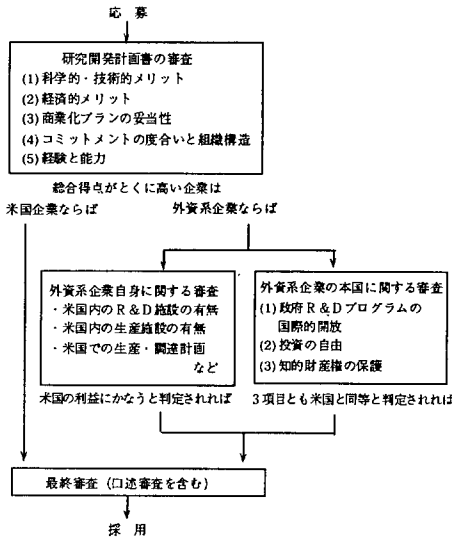 応 募
研究開発計画書の審査
(1) 科学的・技術的メリット
(2) 経済的メリット
(3) 商業化プランの妥当性
(4) コミットメントの度合いと組織構造
(5) 経験と能力
総合得点がとくに高い企業は
米国企業ならば
外資系企業ならば
外資系企業自身に関する審査
・米国内のR&D施設の有無
・米国内の生産施設の有無
・米国での生産・調達計画
など
外資系企業の本国に関する審査
(1) 政府R&Dプログラムの
国際的開放
(2) 投資の自由
(3) 知的財産権の保護
米国の利益にかなうと判定されれば
3項目とも米国と同等と判定されれば
最終審査 (口述審査を含む)
採 用